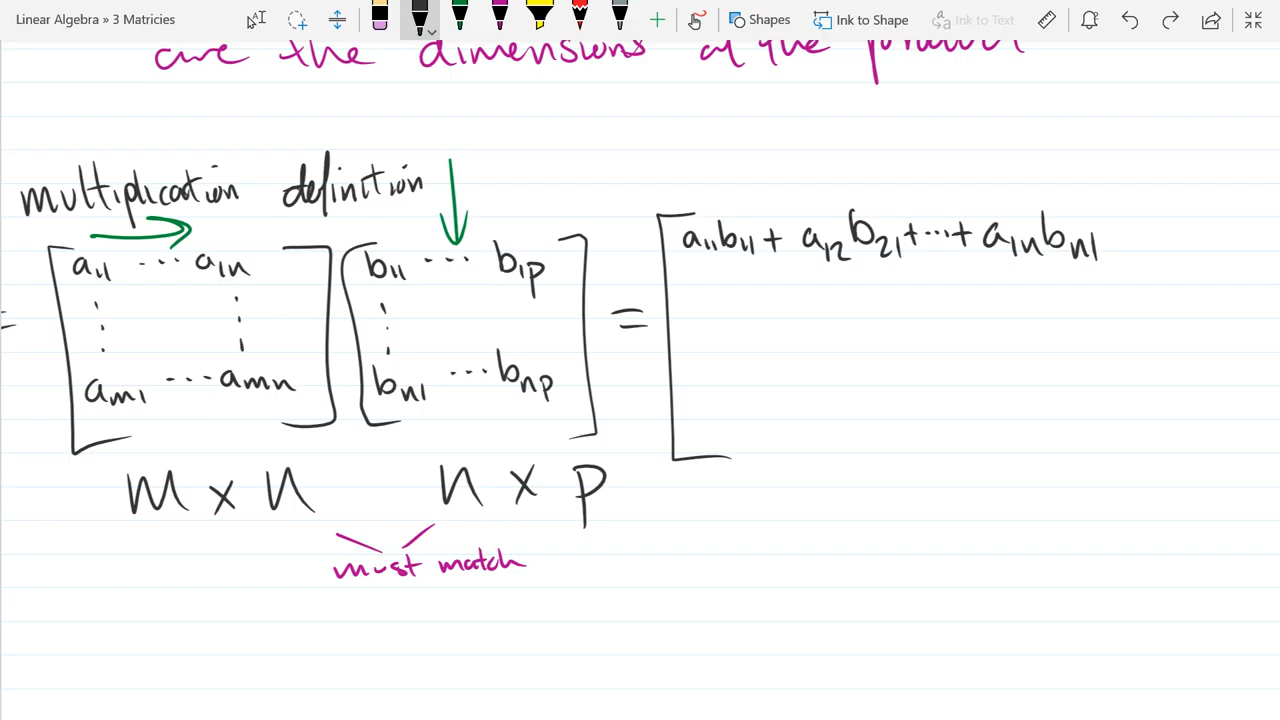 Linear Algebra » 3 Matricies
Shapes
Ink to Shape
Ink to Text
are the dimensions of the product
multiplication definition
= [ a11 ⋯ a1n ] [ b11 ⋯ b1p ] = [ a11b11 + a12b21 + ⋯ + a1nbn1
⋮ ⋮ ⋮
am1 ⋯ amn bn1 ⋯ bnp
m x n n x p
must match